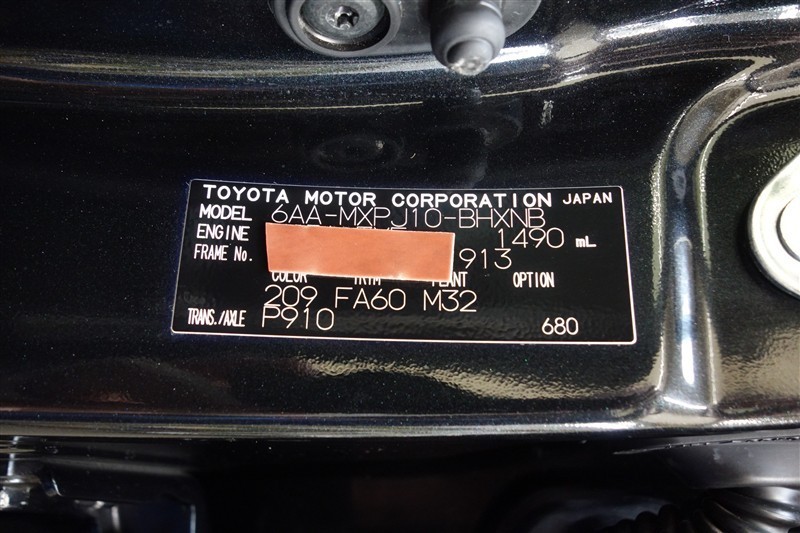 TOYOTA MOTOR CORPORATION JAPAN
MODEL 6AA-MXPJ10-BHXNB
ENGINE 1490 mL
FRAME No. 913
COLOR TRIM PLANT OPTION
209 FA60 M32
TRANS./AXLE P910 680